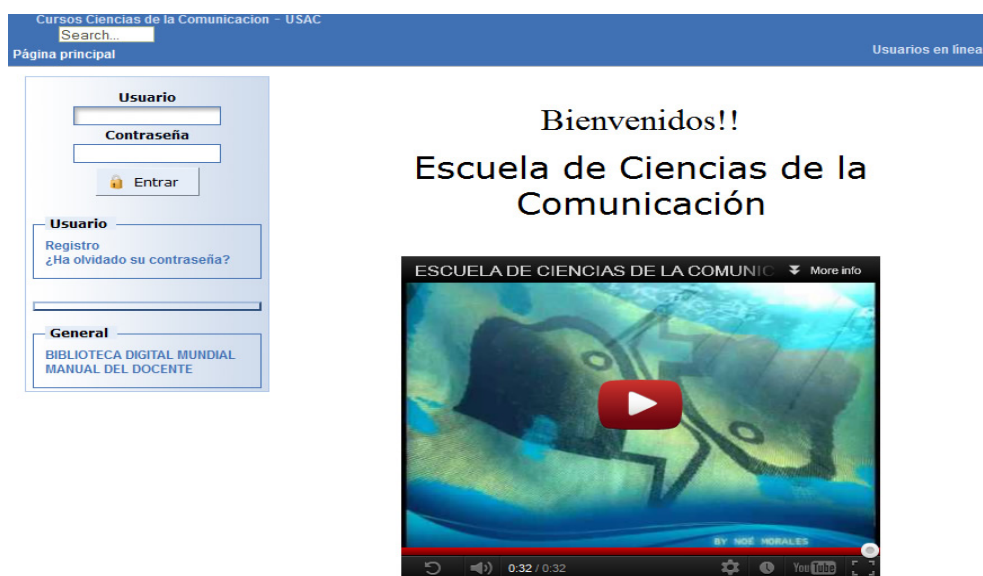 Cursos Ciencias de la Comunicacion - USAC
Search...
Página principal
Usuarios en línea
Usuario
Contraseña
Entrar
Usuario
Registro
¿Ha olvidado su contraseña?
General
BIBLIOTECA DIGITAL MUNDIAL
MANUAL DEL DOCENTE
Bienvenidos!!
Escuela de Ciencias de la
Comunicación
ESCUELA DE CIENCIAS DE LA COMUNIC
More info
BY NOÉ MORALES
0:32 / 0:32
YouTube